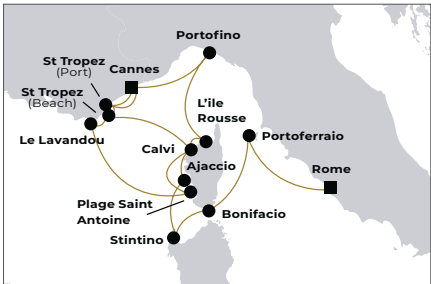 Portofino
St Tropez
(Port)
Cannes
St Tropez
(Beach)
L'ile
Rousse
Le Lavandou
Calvi
Portoferraio
Ajaccio
Rome
Plage Saint
Antoine
Bonifacio
Stintino